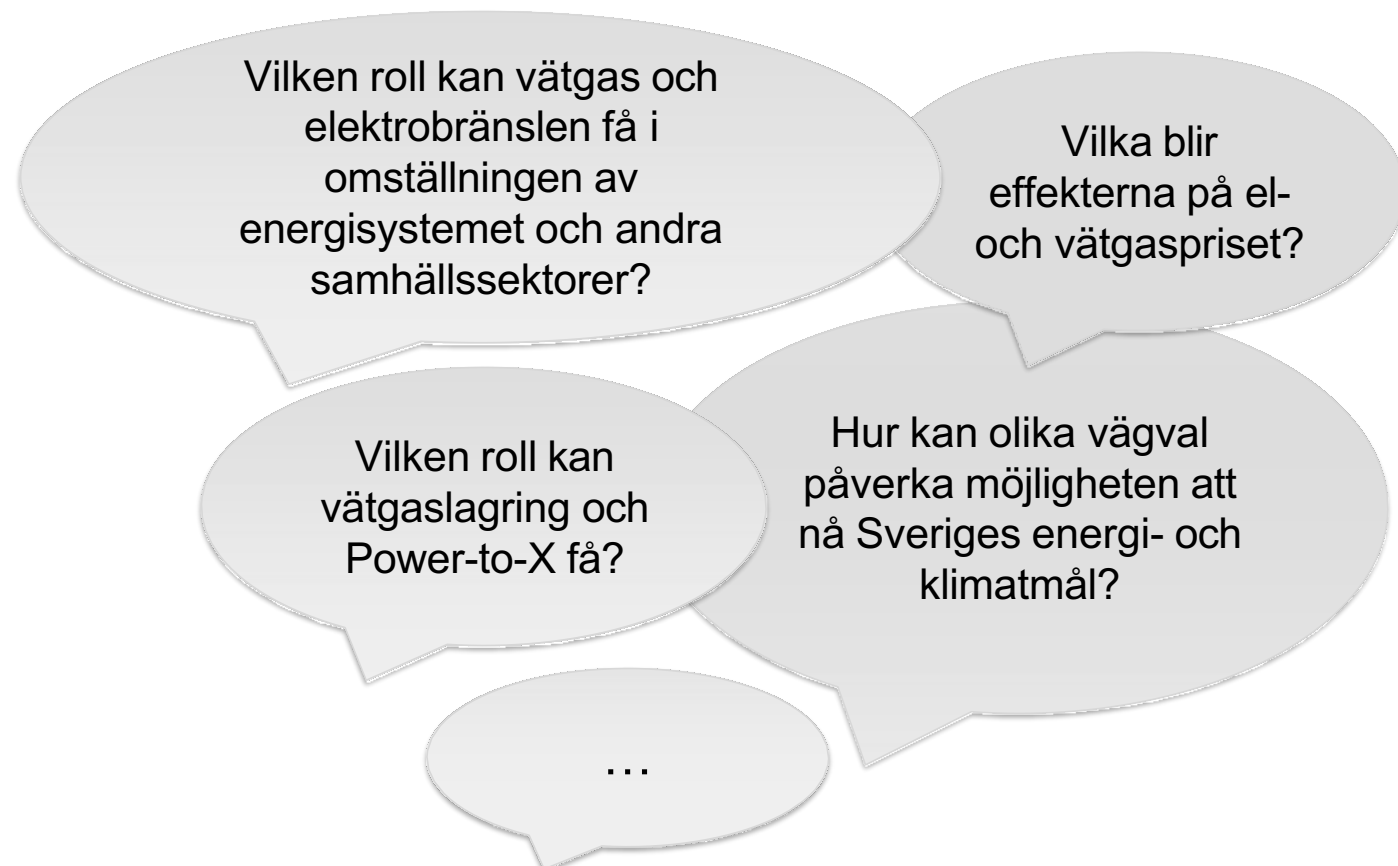 Vilken roll kan vätgas och
elektrobränslen få i
omställningen av
energisystemet och andra
samhällssektorer?
Vilka blir
effekterna på el-
och vätgaspriset?
Vilken roll kan
vätgaslagring och
Power-to-X få?
Hur kan olika vägval
påverka möjligheten att
nå Sveriges energi- och
klimatmål?
…